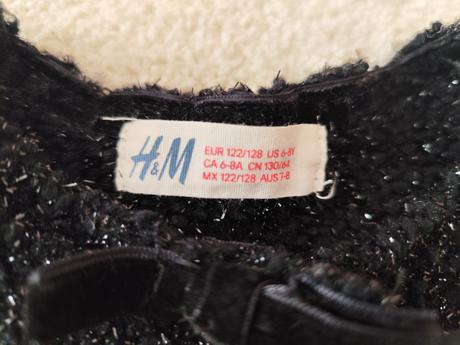 H&M
EUR 122/128 US 6-8Y
CA 6-8A CN 130/64
MX 122/128 AUS 7-8